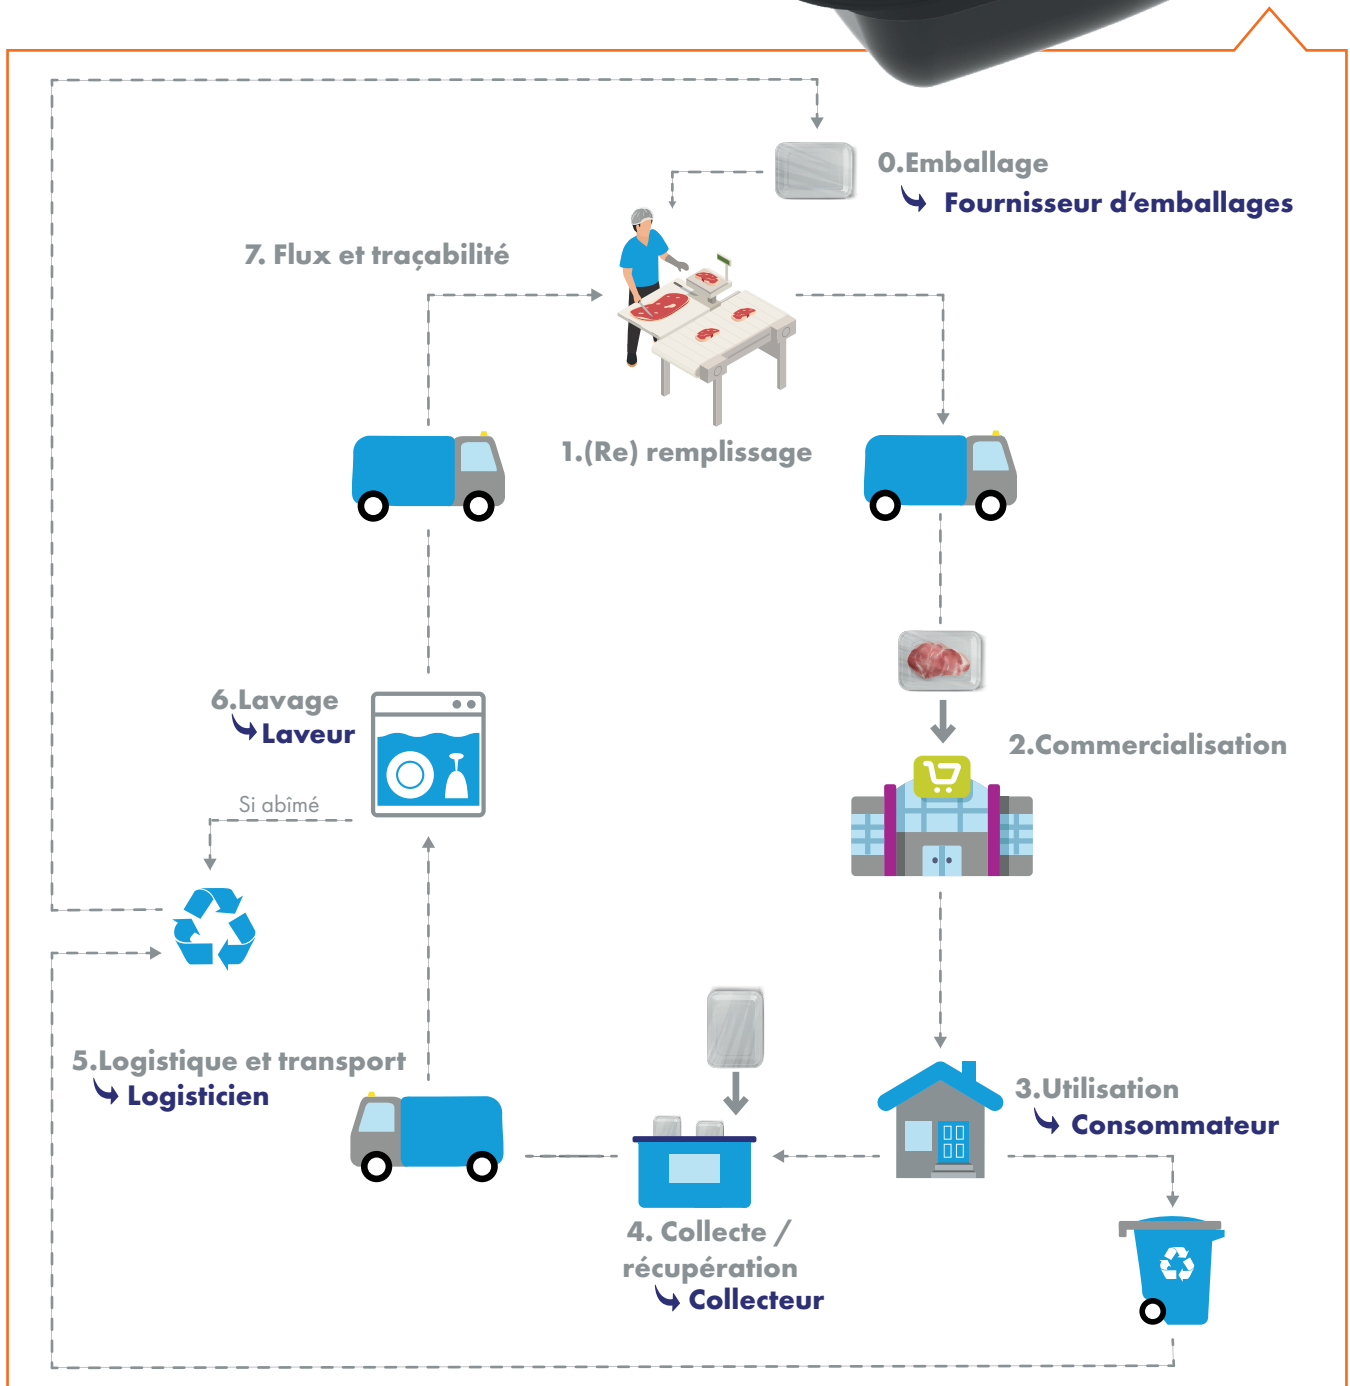 0.Emballage
Fournisseur d'emballages
7. Flux et traçabilité
1.(Re) remplissage
6.Lavage
Laveur
2.Commercialisation
Si abîmé
5.Logistique et transport
Logisticien
3.Utilisation
Consommateur
4. Collecte /
récupération
Collecteur